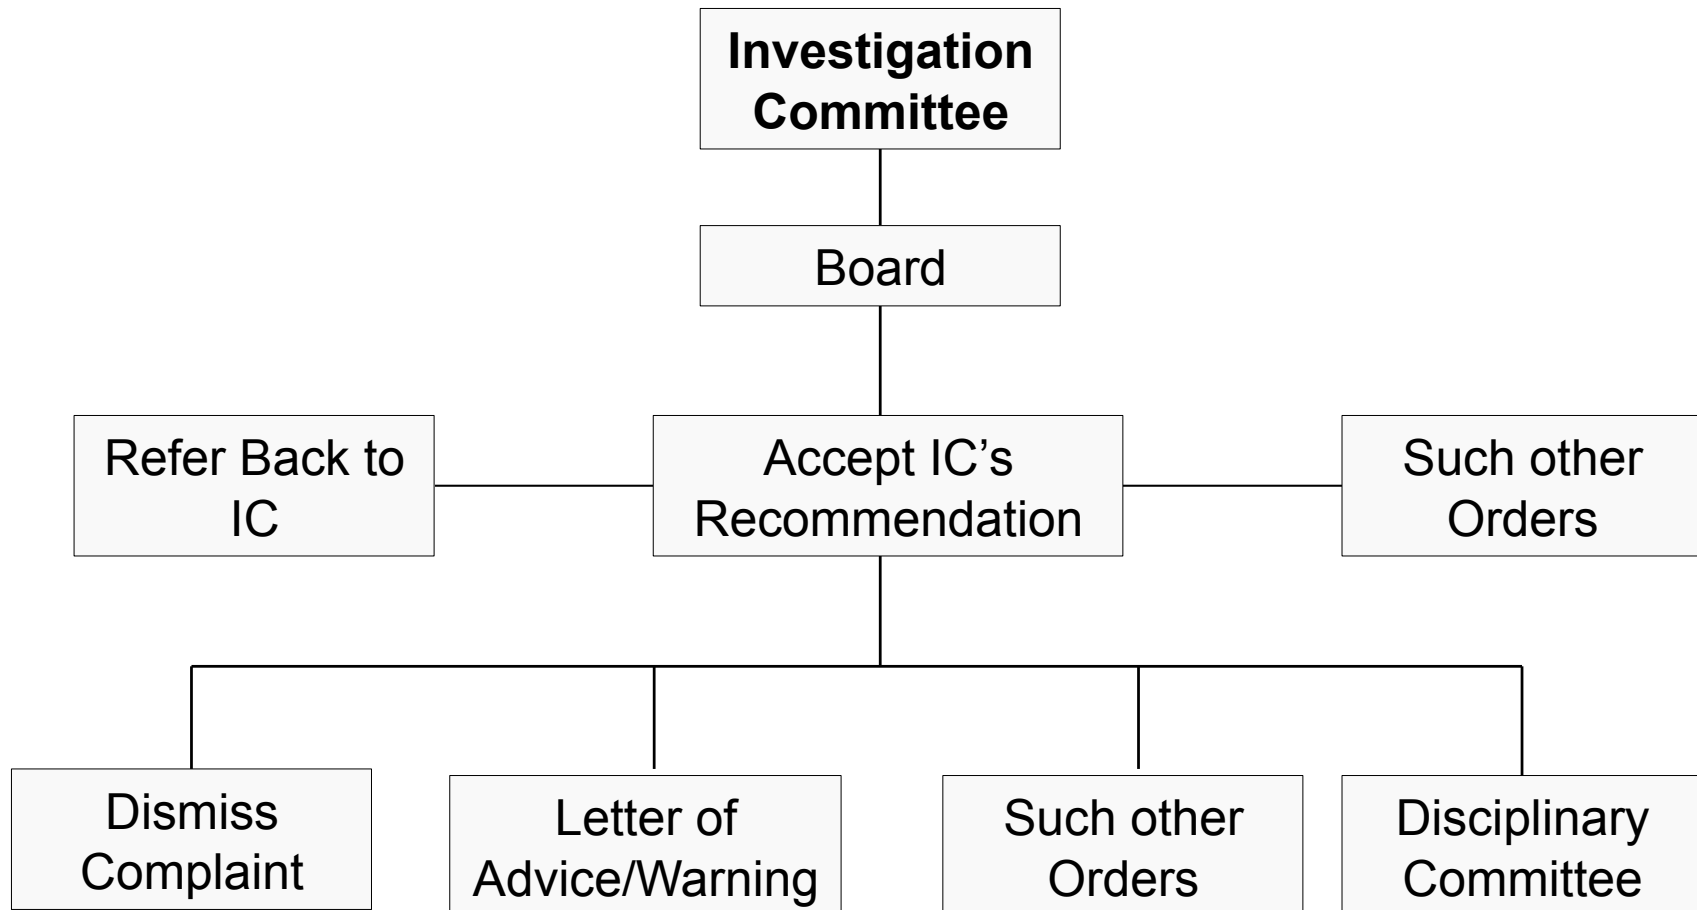 Investigation
Committee
Board
Refer Back to
IC
Accept IC’s
Recommendation
Such other
Orders
Dismiss
Complaint
Letter of
Advice/Warning
Such other
Orders
Disciplinary
Committee